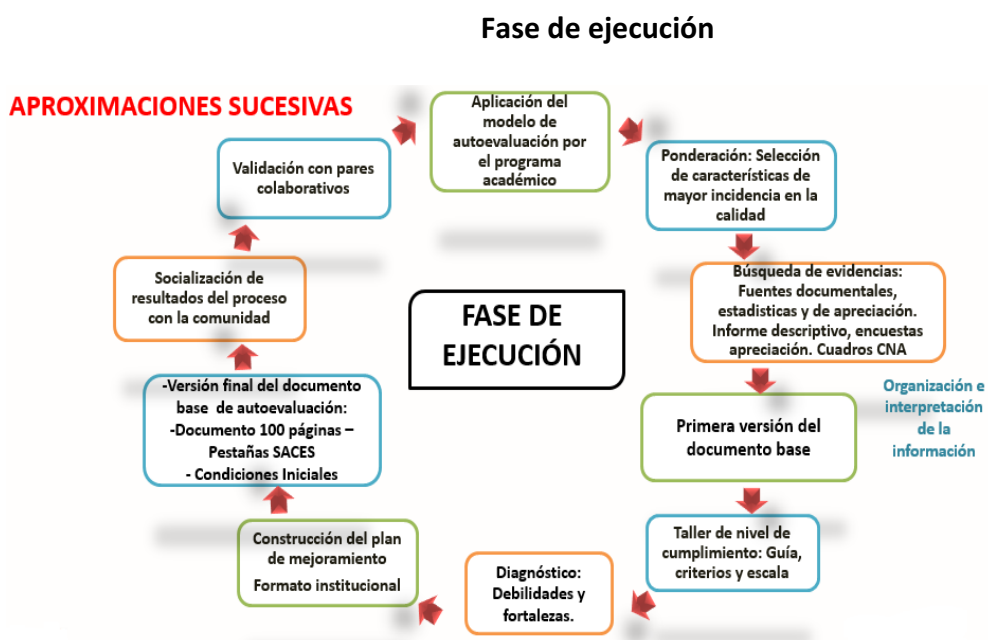 Fase de ejecución
APROXIMACIONES SUCESIVAS
Aplicación del
modelo de
autoevaluación por
el programa
académico
Ponderación: Selección
de características de
mayor incidencia en la
calidad
Búsqueda de evidencias:
Fuentes documentales,
estadisticas y de apreciación.
Informe descriptivo, encuestas
apreciación. Cuadros CNA
Organización e
interpretación
de la
información
Primera versión del
documento base
Taller de nivel de
cumplimiento: Guía,
criterios y escala
Diagnóstico:
Debilidades y
fortalezas.
Construcción del plan
de mejoramiento
Formato institucional
-Versión final del documento
base de autoevaluación:
-Documento 100 páginas –
Pestañas SACES
- Condiciones Iniciales
Socialización de
resultados del proceso
con la comunidad
Validación con pares
colaborativos
FASE DE
EJECUCIÓN